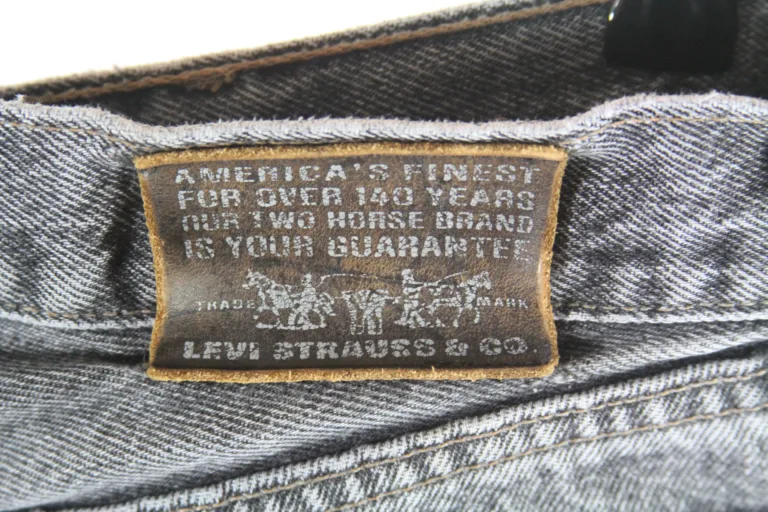 AMERICA'S FINEST
FOR OVER 140 YEARS
OUR TWO HORSE BRAND
IS YOUR GUARANTEE
TRADE MARK
LEVI STRAUSS & CO.